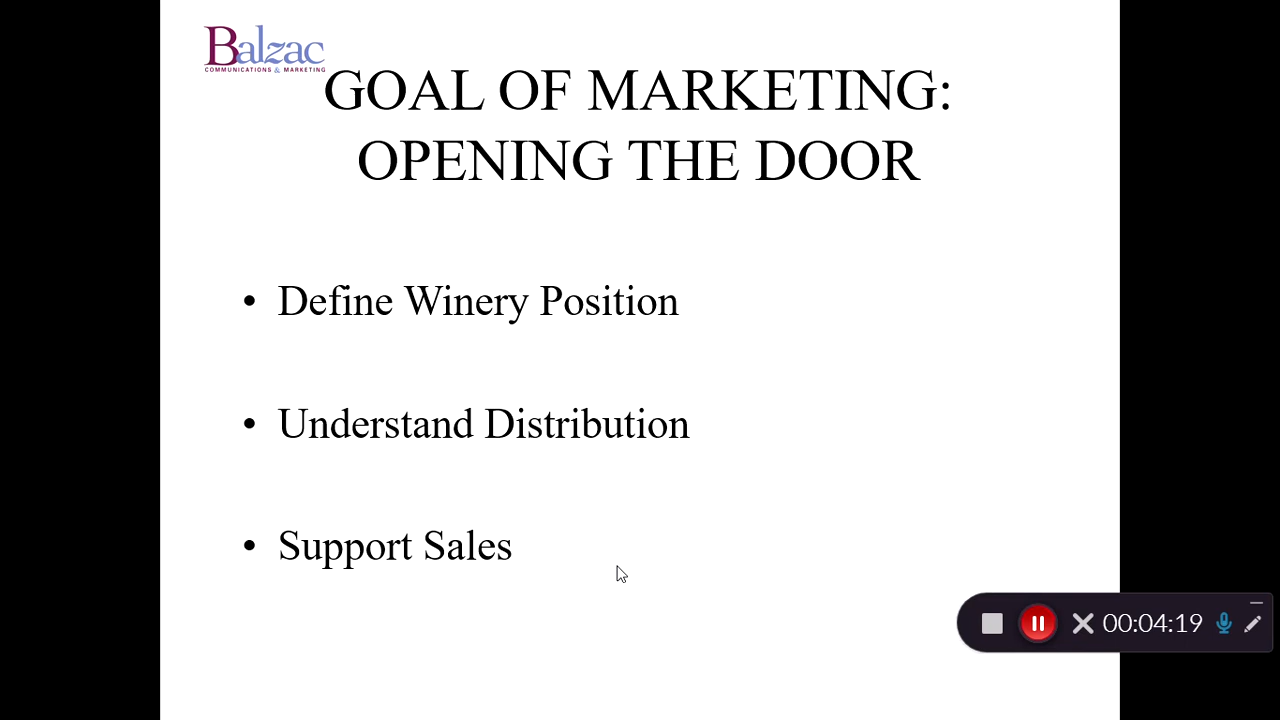 Balzac
COMMUNICATIONS & MARKETING
GOAL OF MARKETING:
OPENING THE DOOR
• Define Winery Position
• Understand Distribution
• Support Sales
00:04:19